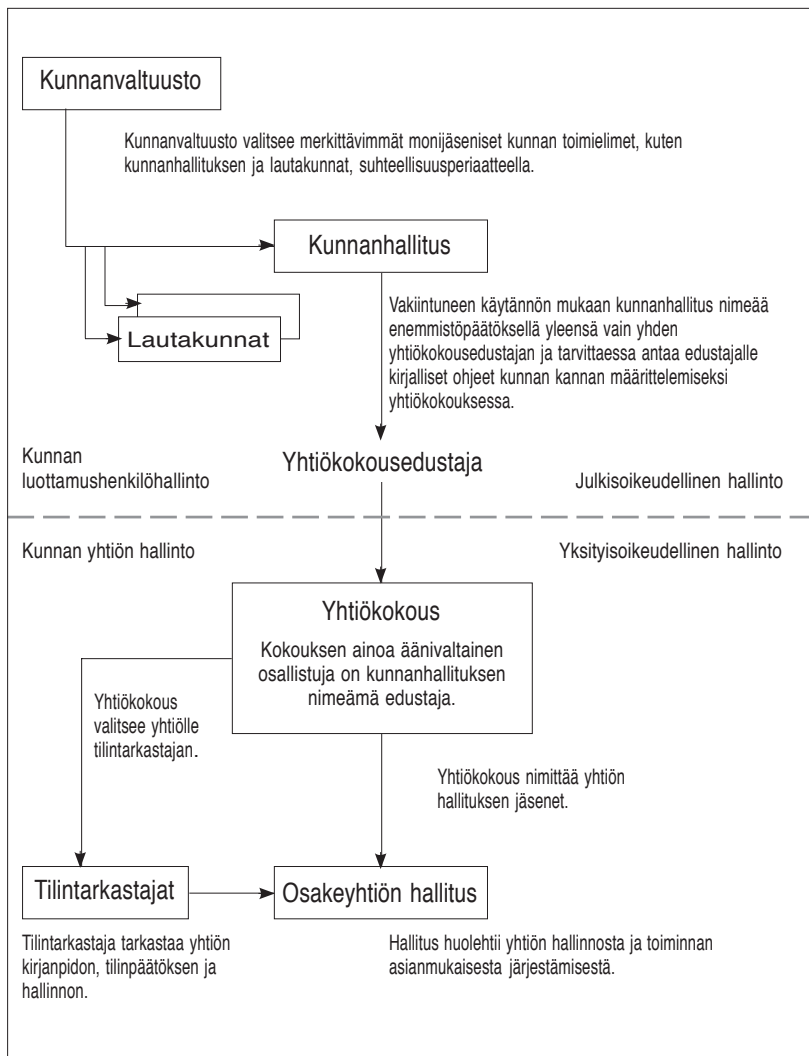 Kunnanvaltuusto
Kunnanvaltuusto valitsee merkittävimmät monijäseniset kunnan toimielimet, kuten
kunnanhallituksen ja lautakunnat, suhteellisuusperiaatteella.
Kunnanhallitus
Lautakunnat
Vakiintuneen käytännön mukaan kunnanhallitus nimeää
enemmistöpäätöksellä yleensä vain yhden
yhtiökokousedustajan ja tarvittaessa antaa edustajalle
kirjalliset ohjeet kunnan kannan määrittelemiseksi
yhtiökokouksessa.
Kunnan
luottamushenkilöhallinto
Yhtiökokousedustaja
Julkisoikeudellinen hallinto
Kunnan yhtiön hallinto
Yksityisoikeudellinen hallinto
Yhtiökokous
Kokouksen ainoa äänivaltainen
osallistuja on kunnanhallituksen
nimeämä edustaja.
Yhtiökokous
valitsee yhtiölle
tilintarkastajan.
Yhtiökokous nimittää yhtiön
hallituksen jäsenet.
Tilintarkastajat
Osakeyhtiön hallitus
Tilintarkastaja tarkastaa yhtiön
kirjanpidon, tilinpäätöksen ja
hallinnon.
Hallitus huolehtii yhtiön hallinnosta ja toiminnan
asianmukaisesta järjestämisestä.